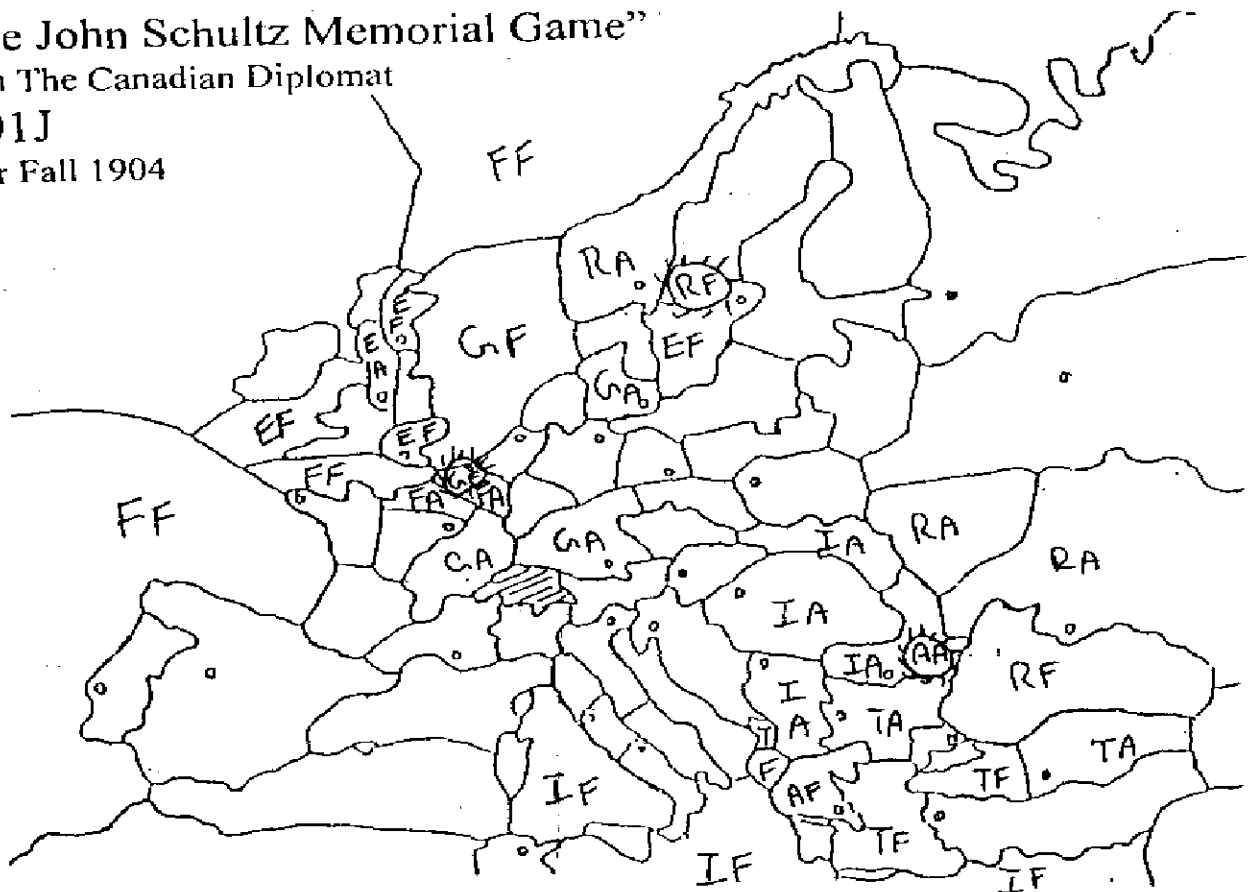 e John Schultz Memorial Game”
n The Canadian Diplomat
01J
r Fall 1904
FF
RA
RF
E
F
GF
EF
E
A
GA
EF
EF
FF
GF
FA
FA
FF
GA
GA
IA
RA
RA
IA
IA
AA
RF
I
A
TA
I
F
TF
TA
IF
AF
TF
IF
IF